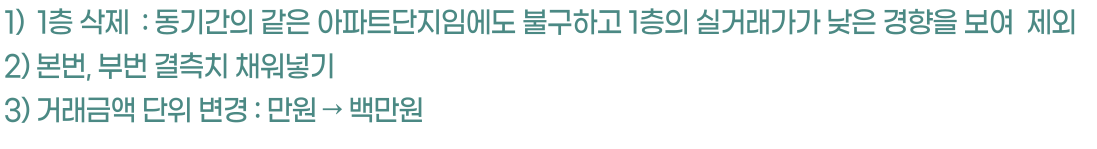 1) 1층 삭제 : 동기간의 같은 아파트단지임에도 불구하고 1층의 실거래가가 낮은 경향을 보여 제외
2) 본번, 부번 결측치 채워넣기
3) 거래금액 단위 변경 : 만원 → 백만원